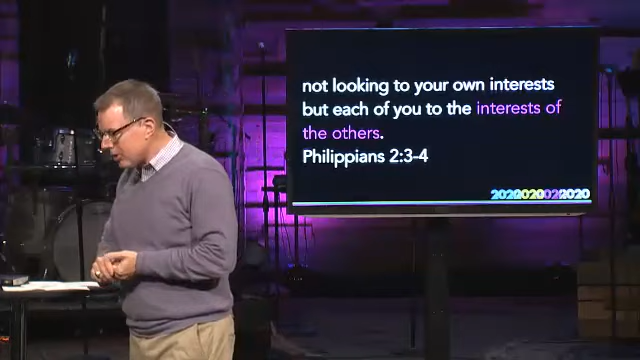 not looking to your own interests
but each of you to the interests of
the others.
Philippians 2:3-4
2020202020202020